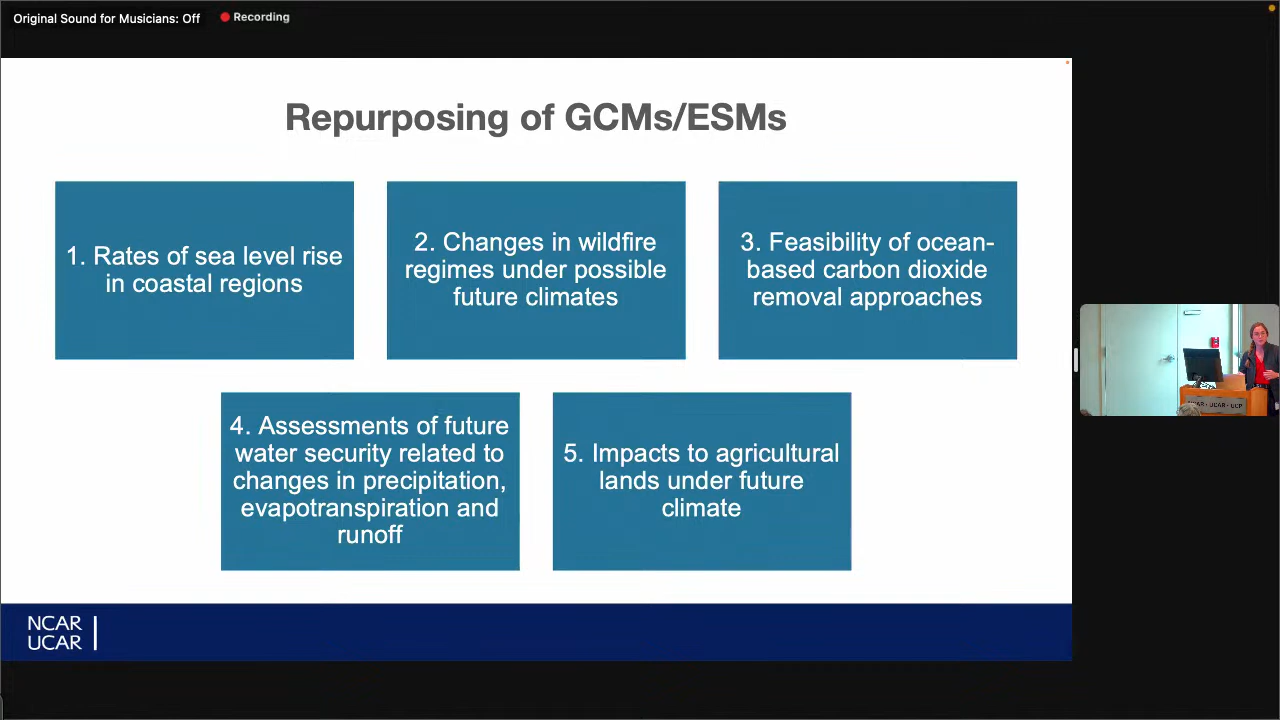 Original Sound for Musicians: Off
Recording
Repurposing of GCMs/ESMs
1. Rates of sea level rise
in coastal regions
2. Changes in wildfire
regimes under possible
future climates
3. Feasibility of ocean-
based carbon dioxide
removal approaches
4. Assessments of future
water security related to
changes in precipitation,
evapotranspiration and
runoff
5. Impacts to agricultural
lands under future
climate
NCAR
UCAR
NCAR - UCAR - UCP